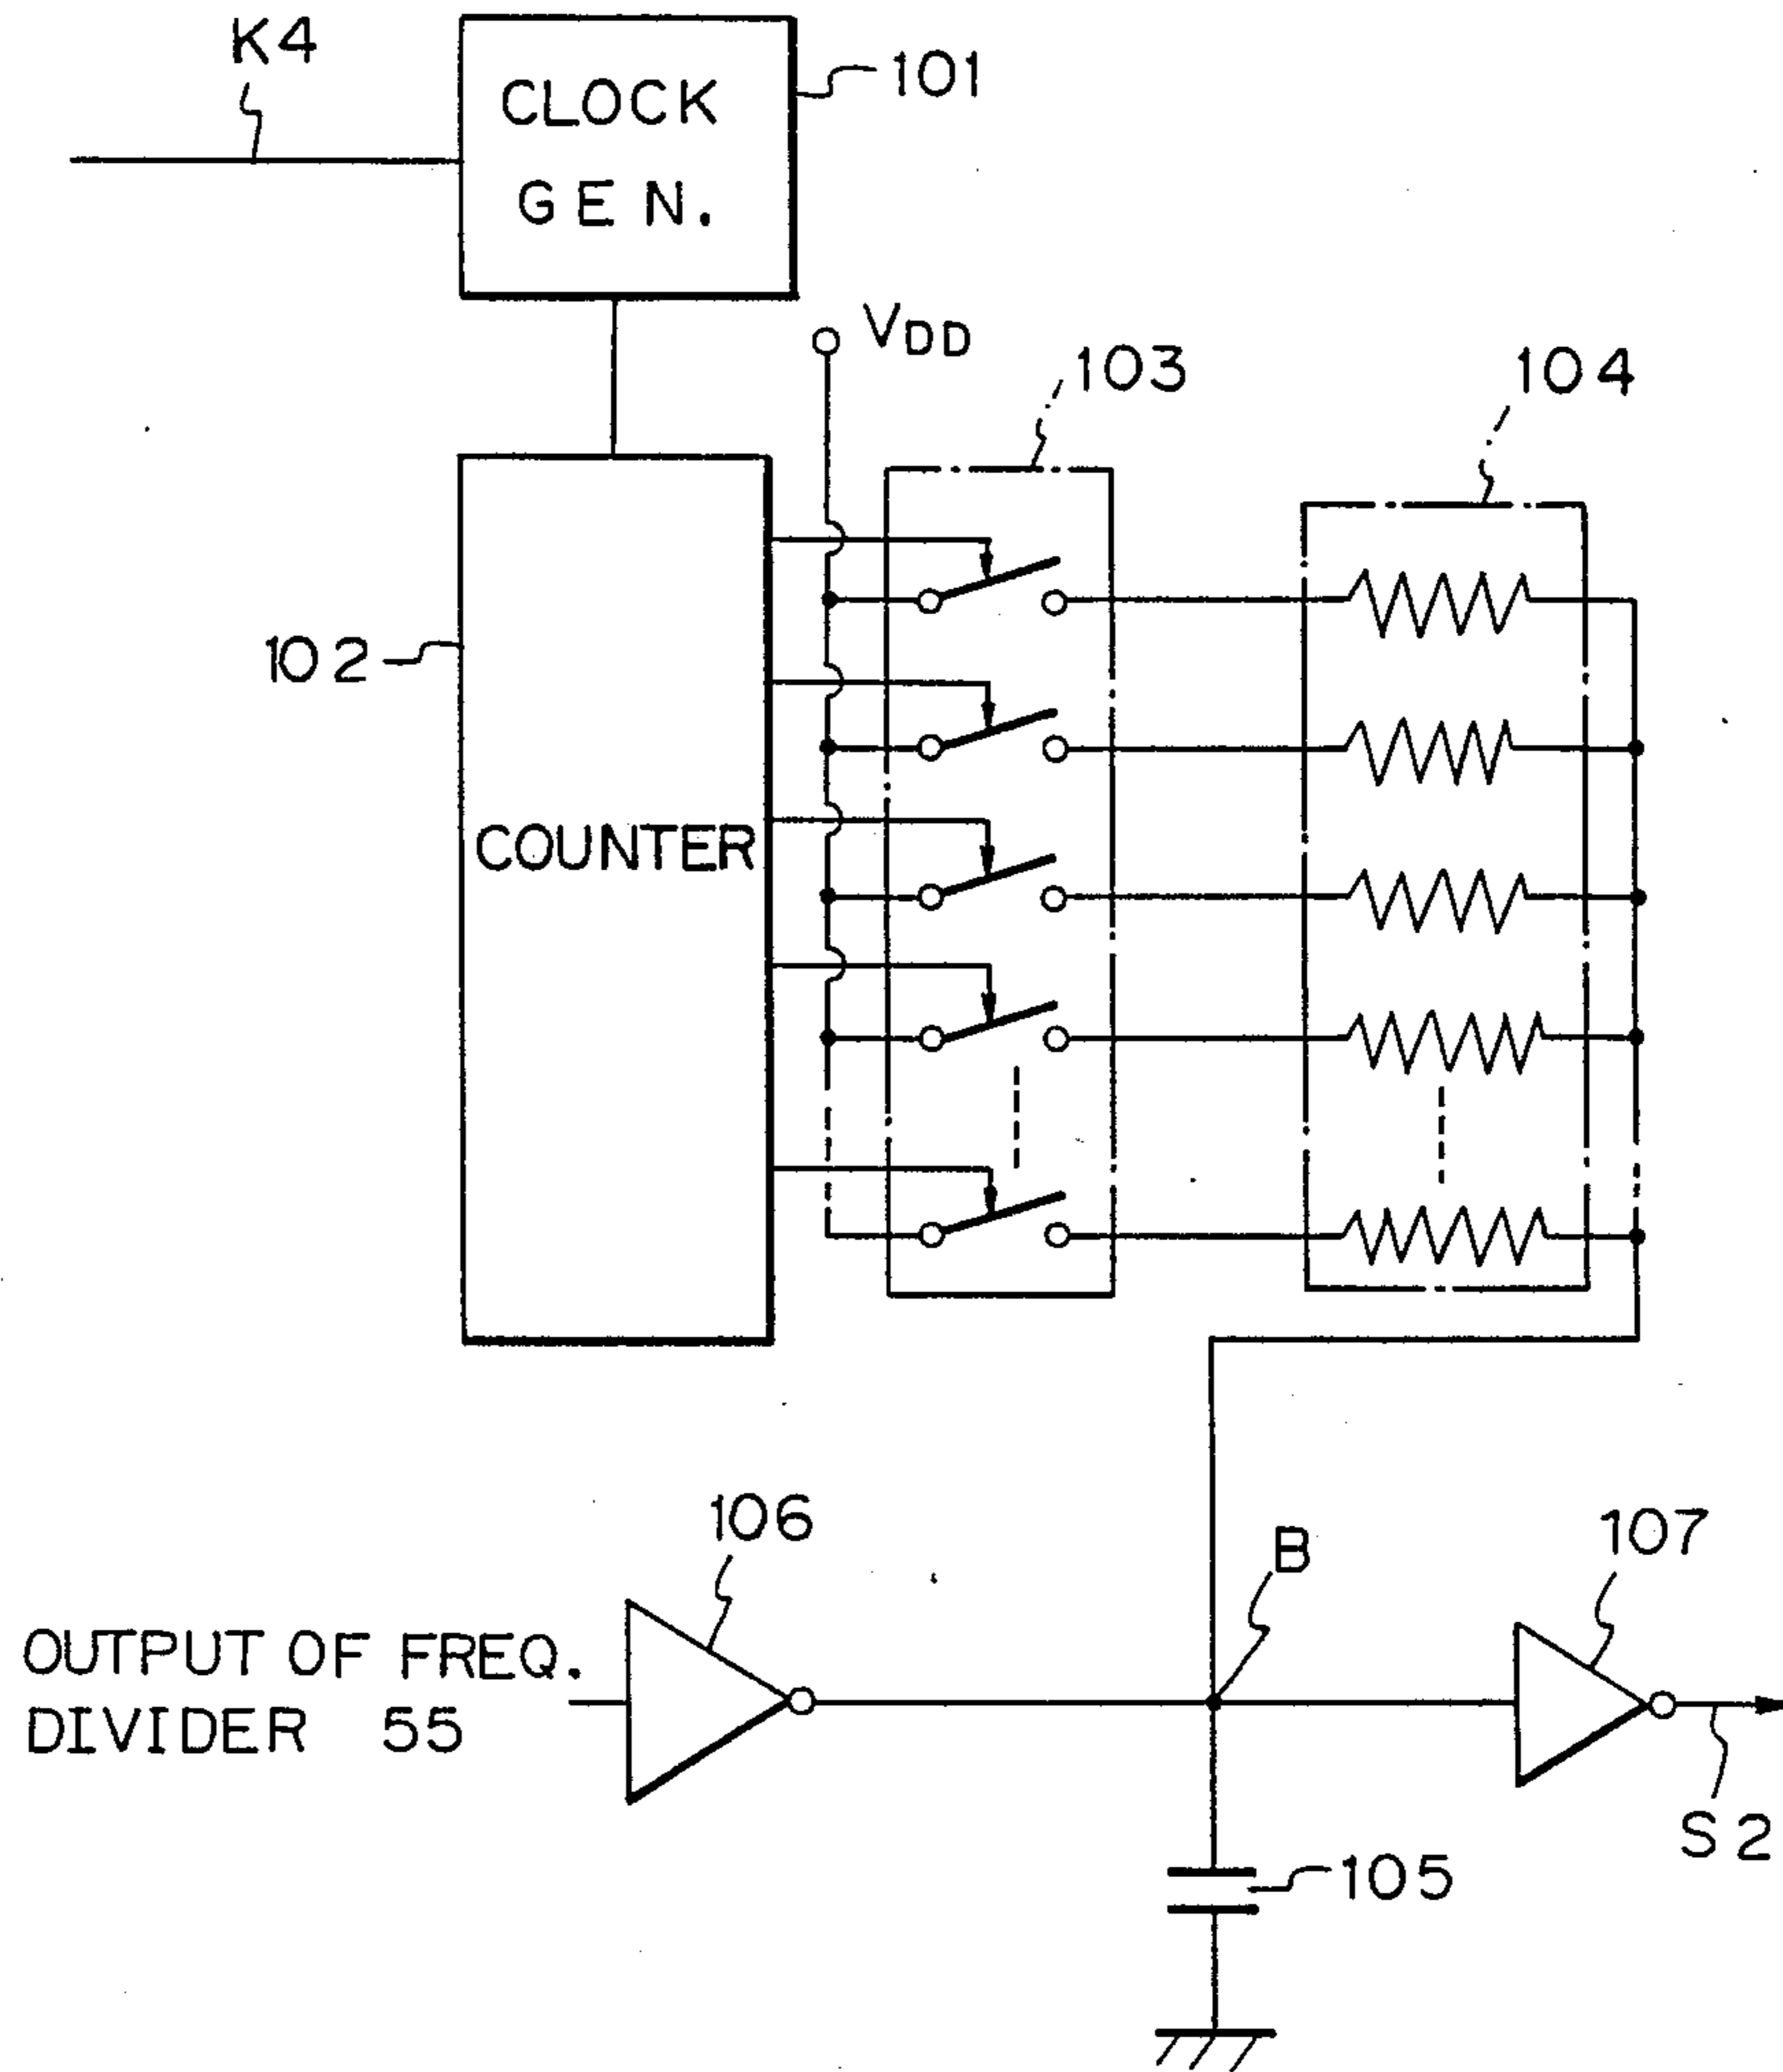 K4
CLOCK
GEN.
101
VDD
103
104
102
COUNTER
106
B
107
OUTPUT OF FREQ.
DIVIDER 55
S2
105